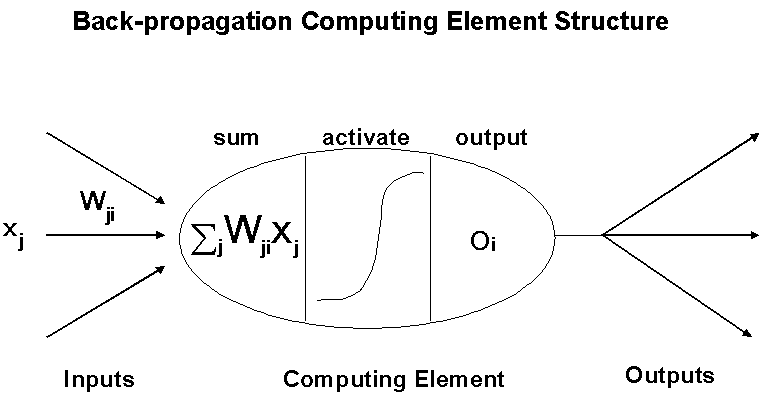 Back-propagation Computing Element Structure
sum activate output
Wji
xj
∑jWjixj
Oi
Inputs
Computing Element
Outputs